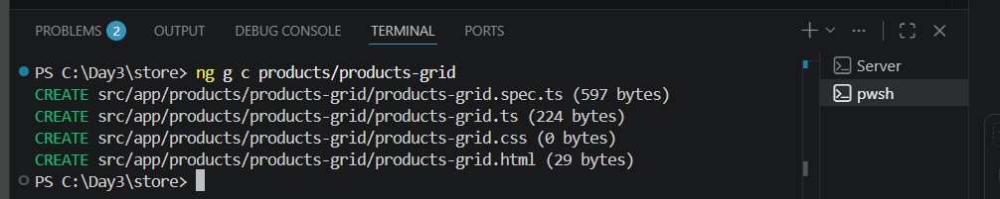 PROBLEMS 2 OUTPUT DEBUG CONSOLE TERMINAL PORTS
PS C:\Day3\store> ng g c products/products-grid
CREATE src/app/products/products-grid/products-grid.spec.ts (597 bytes)
CREATE src/app/products/products-grid/products-grid.ts (224 bytes)
CREATE src/app/products/products-grid/products-grid.css (0 bytes)
CREATE src/app/products/products-grid/products-grid.html (29 bytes)
PS C:\Day3\store>
Server
pwsh